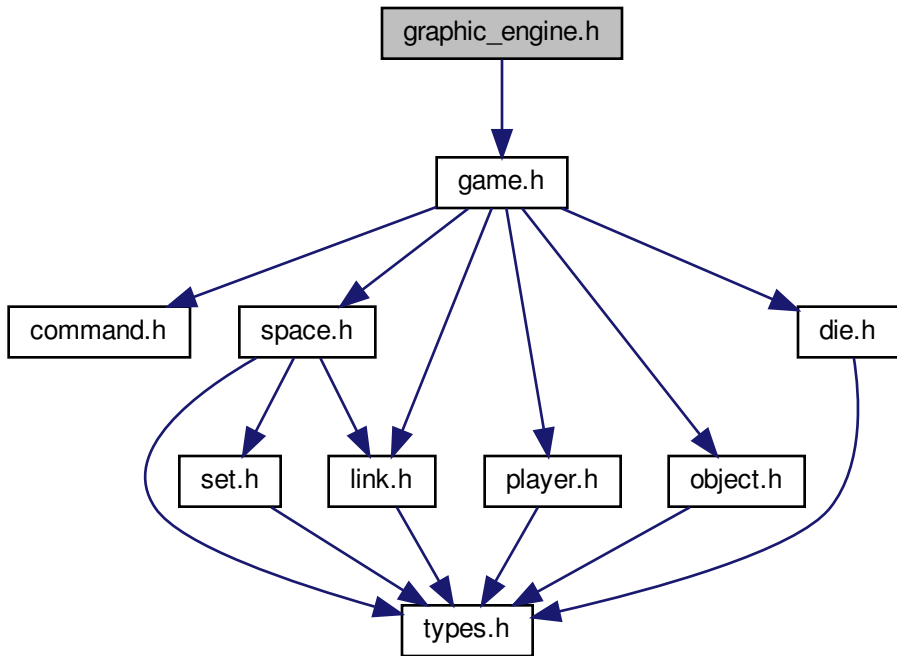 graphic_engine.h
game.h
command.h
space.h
die.h
set.h
link.h
player.h
object.h
types.h